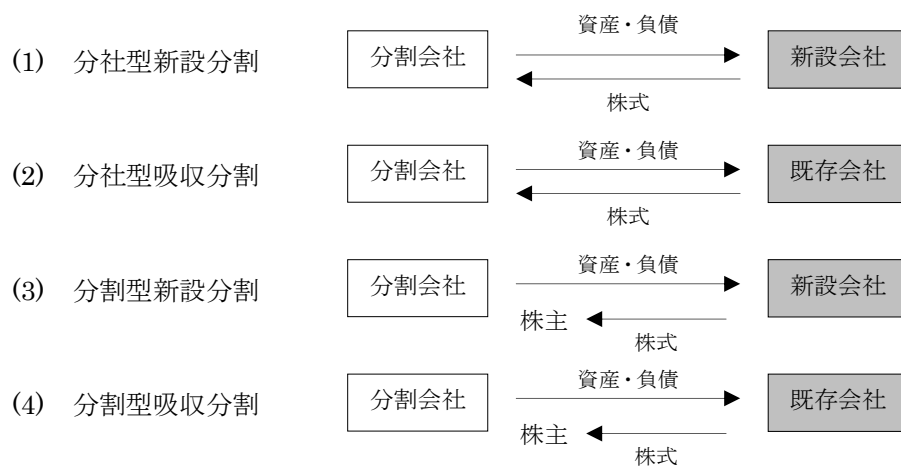 資産・負債
(1) 分社型新設分割 分割会社 新設会社
株式
資産・負債
(2) 分社型吸収分割 分割会社 既存会社
株式
資産・負債
(3) 分割型新設分割 分割会社 新設会社
株主
株式
資産・負債
(4) 分割型吸収分割 分割会社 既存会社
株主
株式